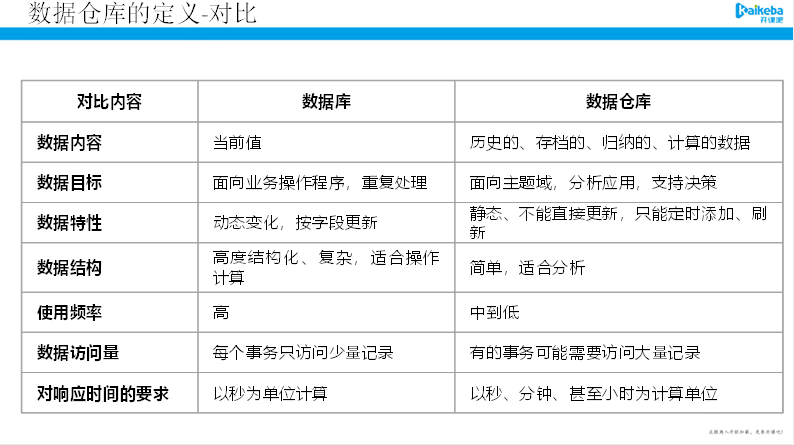 数据仓库的定义-对比
Kaikeba
开课吧
对比内容 数据库 数据仓库
数据内容 当前值 历史的、存档的、归纳的、计算的数据
数据目标 面向业务操作程序，重复处理 面向主题域，分析应用，支持决策
数据特性 动态变化，按字段更新 静态、不能直接更新，只能定时添加、刷
新
数据结构 高度结构化、复杂，适合操作
计算 简单，适合分析
使用频率 高 中到低
数据访问量 每个事务只访问少量记录 有的事务可能需要访问大量记录
对响应时间的要求 以秒为单位计算 以秒、分钟、甚至小时为计算单位